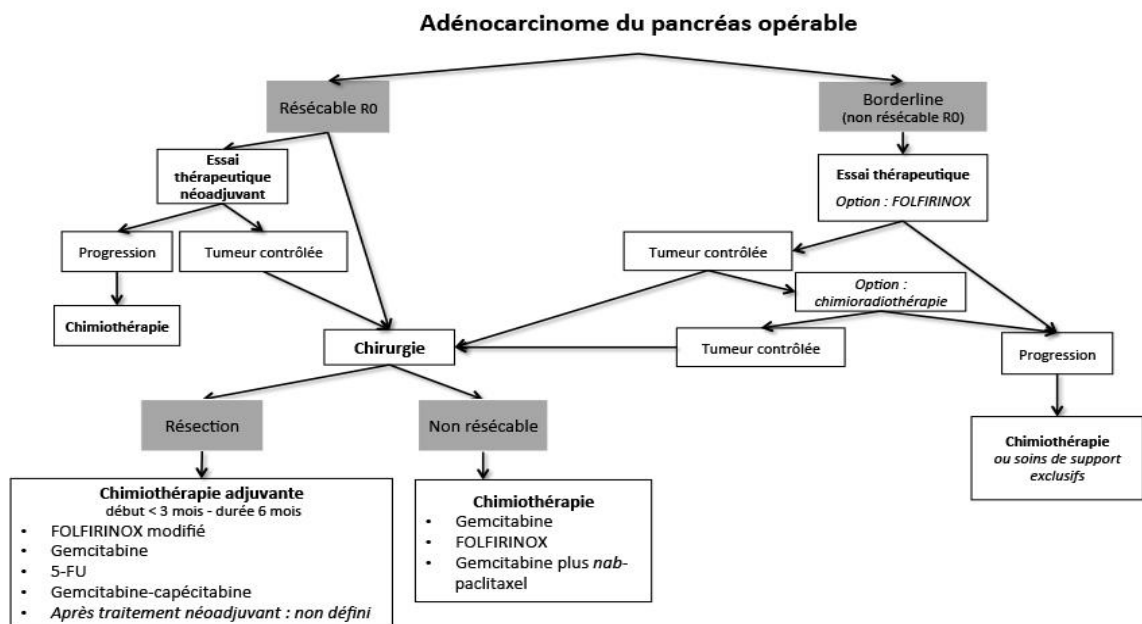 Adénocarcinome du pancréas opérable
Résécable R0
Borderline
(non résécable R0)
Essai
thérapeutique
néoadjuvant
Essai thérapeutique
Option : FOLFIRINOX
Progression
Tumeur contrôlée
Tumeur contrôlée
Option :
chimioradiothérapie
Chimiothérapie
Chirurgie
Tumeur contrôlée
Progression
Résection
Non résécable
Chimiothérapie
ou soins de support
exclusifs
Chimiothérapie adjuvante
début < 3 mois - durée 6 mois
• FOLFIRINOX modifié
• Gemcitabine
• 5-FU
• Gemcitabine-capécitabine
• Après traitement néoadjuvant : non défini
Chimiothérapie
• Gemcitabine
• FOLFIRINOX
• Gemcitabine plus nab-
paclitaxel